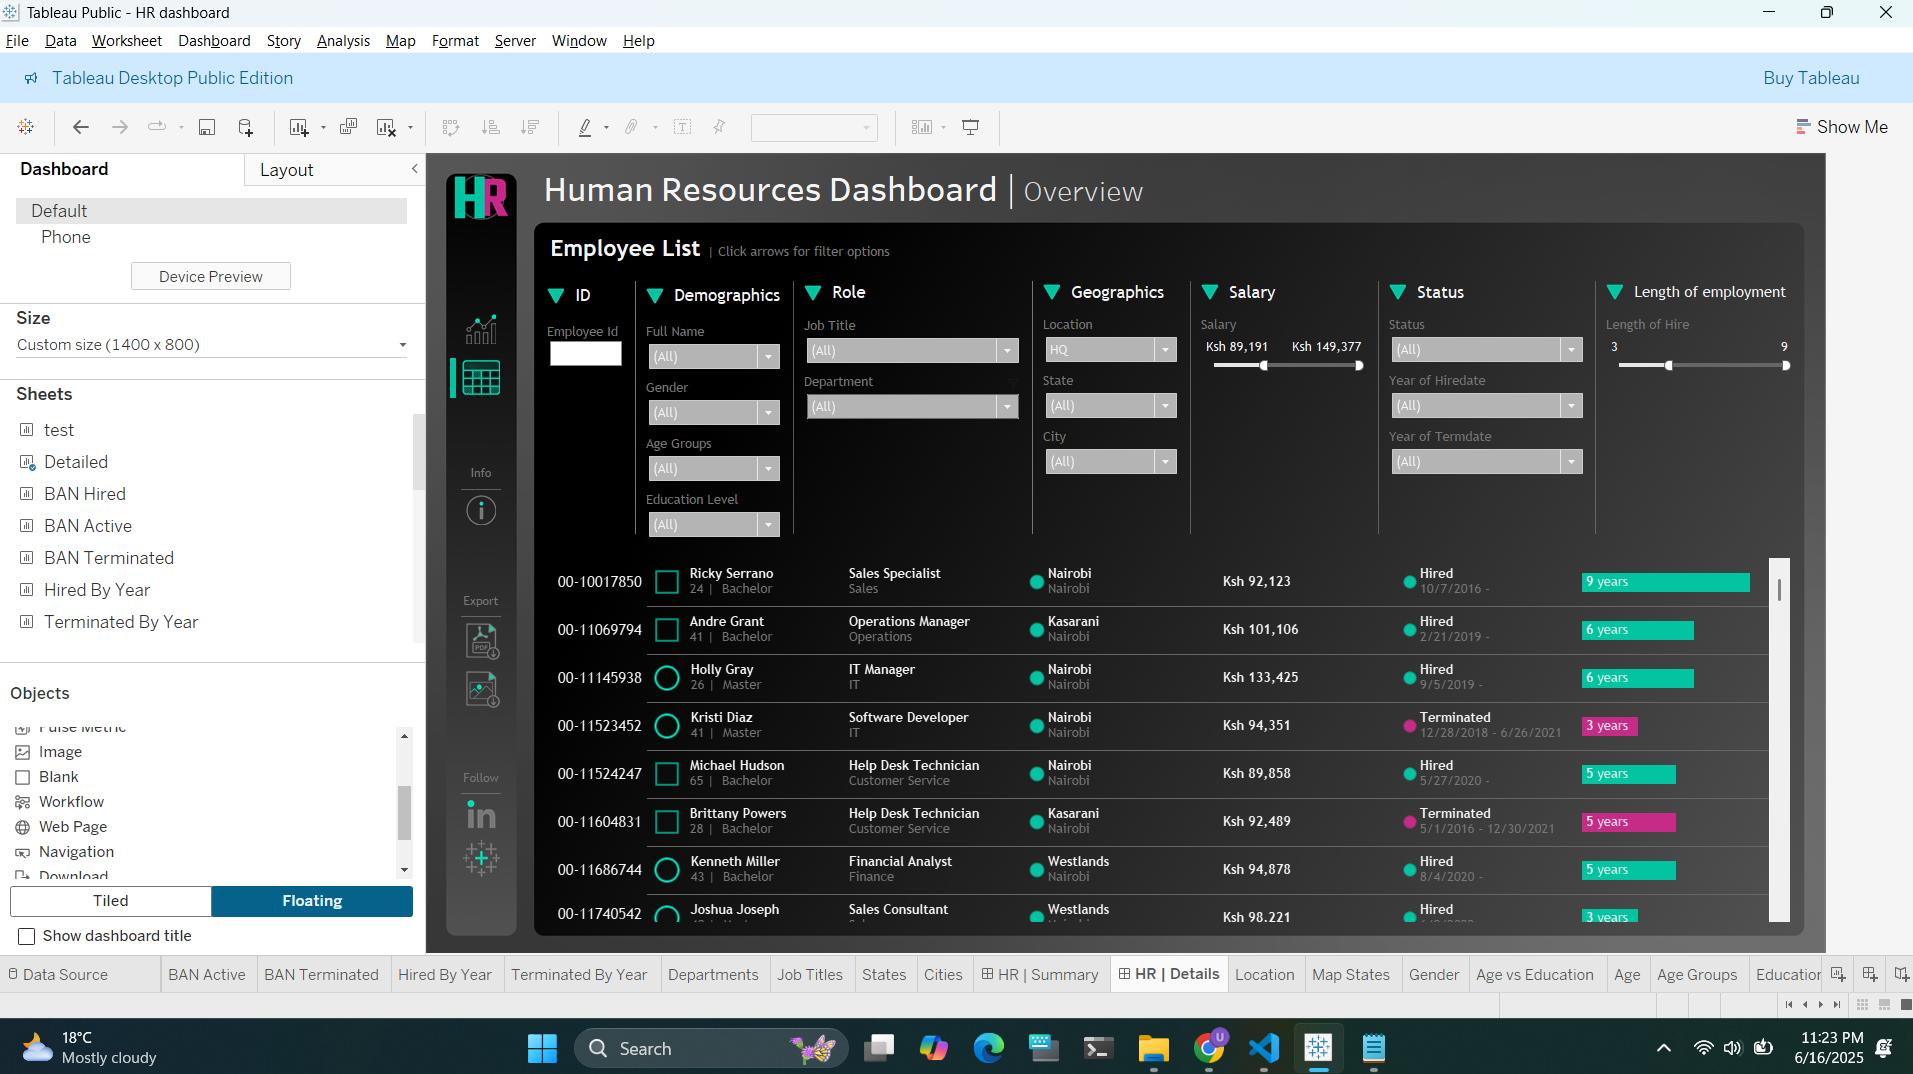 Tableau Public - HR dashboard
File Data Worksheet Dashboard Story Analysis Map Format Server Window Help
Tableau Desktop Public Edition
Buy Tableau
Show Me
Dashboard
Layout
Default
Phone
Device Preview
Size
Custom size (1400 x 800)
Sheets
test
Detailed
BAN Hired
BAN Active
BAN Terminated
Hired By Year
Terminated By Year
Objects
Pulse Metric
Image
Blank
Workflow
Web Page
Navigation
Download
Tiled
Floating
Show dashboard title
HR
Info
Export
PDF
Follow
in
Human Resources Dashboard | Overview
Employee List | Click arrows for filter options
ID
Employee Id
Demographics
Full Name
(All)
Gender
(All)
Age Groups
(All)
Education Level
(All)
Role
Job Title
(All)
Department
(All)
Geographics
Location
HQ
State
(All)
City
(All)
Salary
Salary
Ksh 89,191 Ksh 149,377
Status
Status
(All)
Year of Hiredate
(All)
Year of Termdate
(All)
Length of employment
Length of Hire
3 9
00-10017850 Ricky Serrano Sales Specialist Nairobi Ksh 92,123 Hired 9 years
24 | Bachelor Sales Nairobi 10/7/2016 -
00-11069794 Andre Grant Operations Manager Kasarani Ksh 101,106 Hired 6 years
41 | Bachelor Operations Nairobi 2/21/2019 -
00-11145938 Holly Gray IT Manager Nairobi Ksh 133,425 Hired 6 years
26 | Master IT Nairobi 9/5/2019 -
00-11523452 Kristi Diaz Software Developer Nairobi Ksh 94,351 Terminated 3 years
41 | Master IT Nairobi 12/28/2018 - 6/26/2021
00-11524247 Michael Hudson Help Desk Technician Nairobi Ksh 89,858 Hired 5 years
65 | Bachelor Customer Service Nairobi 5/27/2020 -
00-11604831 Brittany Powers Help Desk Technician Kasarani Ksh 92,489 Terminated 5 years
28 | Bachelor Customer Service Nairobi 5/1/2016 - 12/30/2021
00-11686744 Kenneth Miller Financial Analyst Westlands Ksh 94,878 Hired 5 years
43 | Bachelor Finance Nairobi 8/4/2020 -
00-11740542 Joshua Joseph Sales Consultant Westlands Ksh 98,221 Hired 3 years
Data Source BAN Active BAN Terminated Hired By Year Terminated By Year Departments Job Titles States Cities HR | Summary HR | Details Location Map States Gender Age vs Education Age Age Groups Education
18°C
Mostly cloudy
Search
U
11:23 PM
6/16/2025